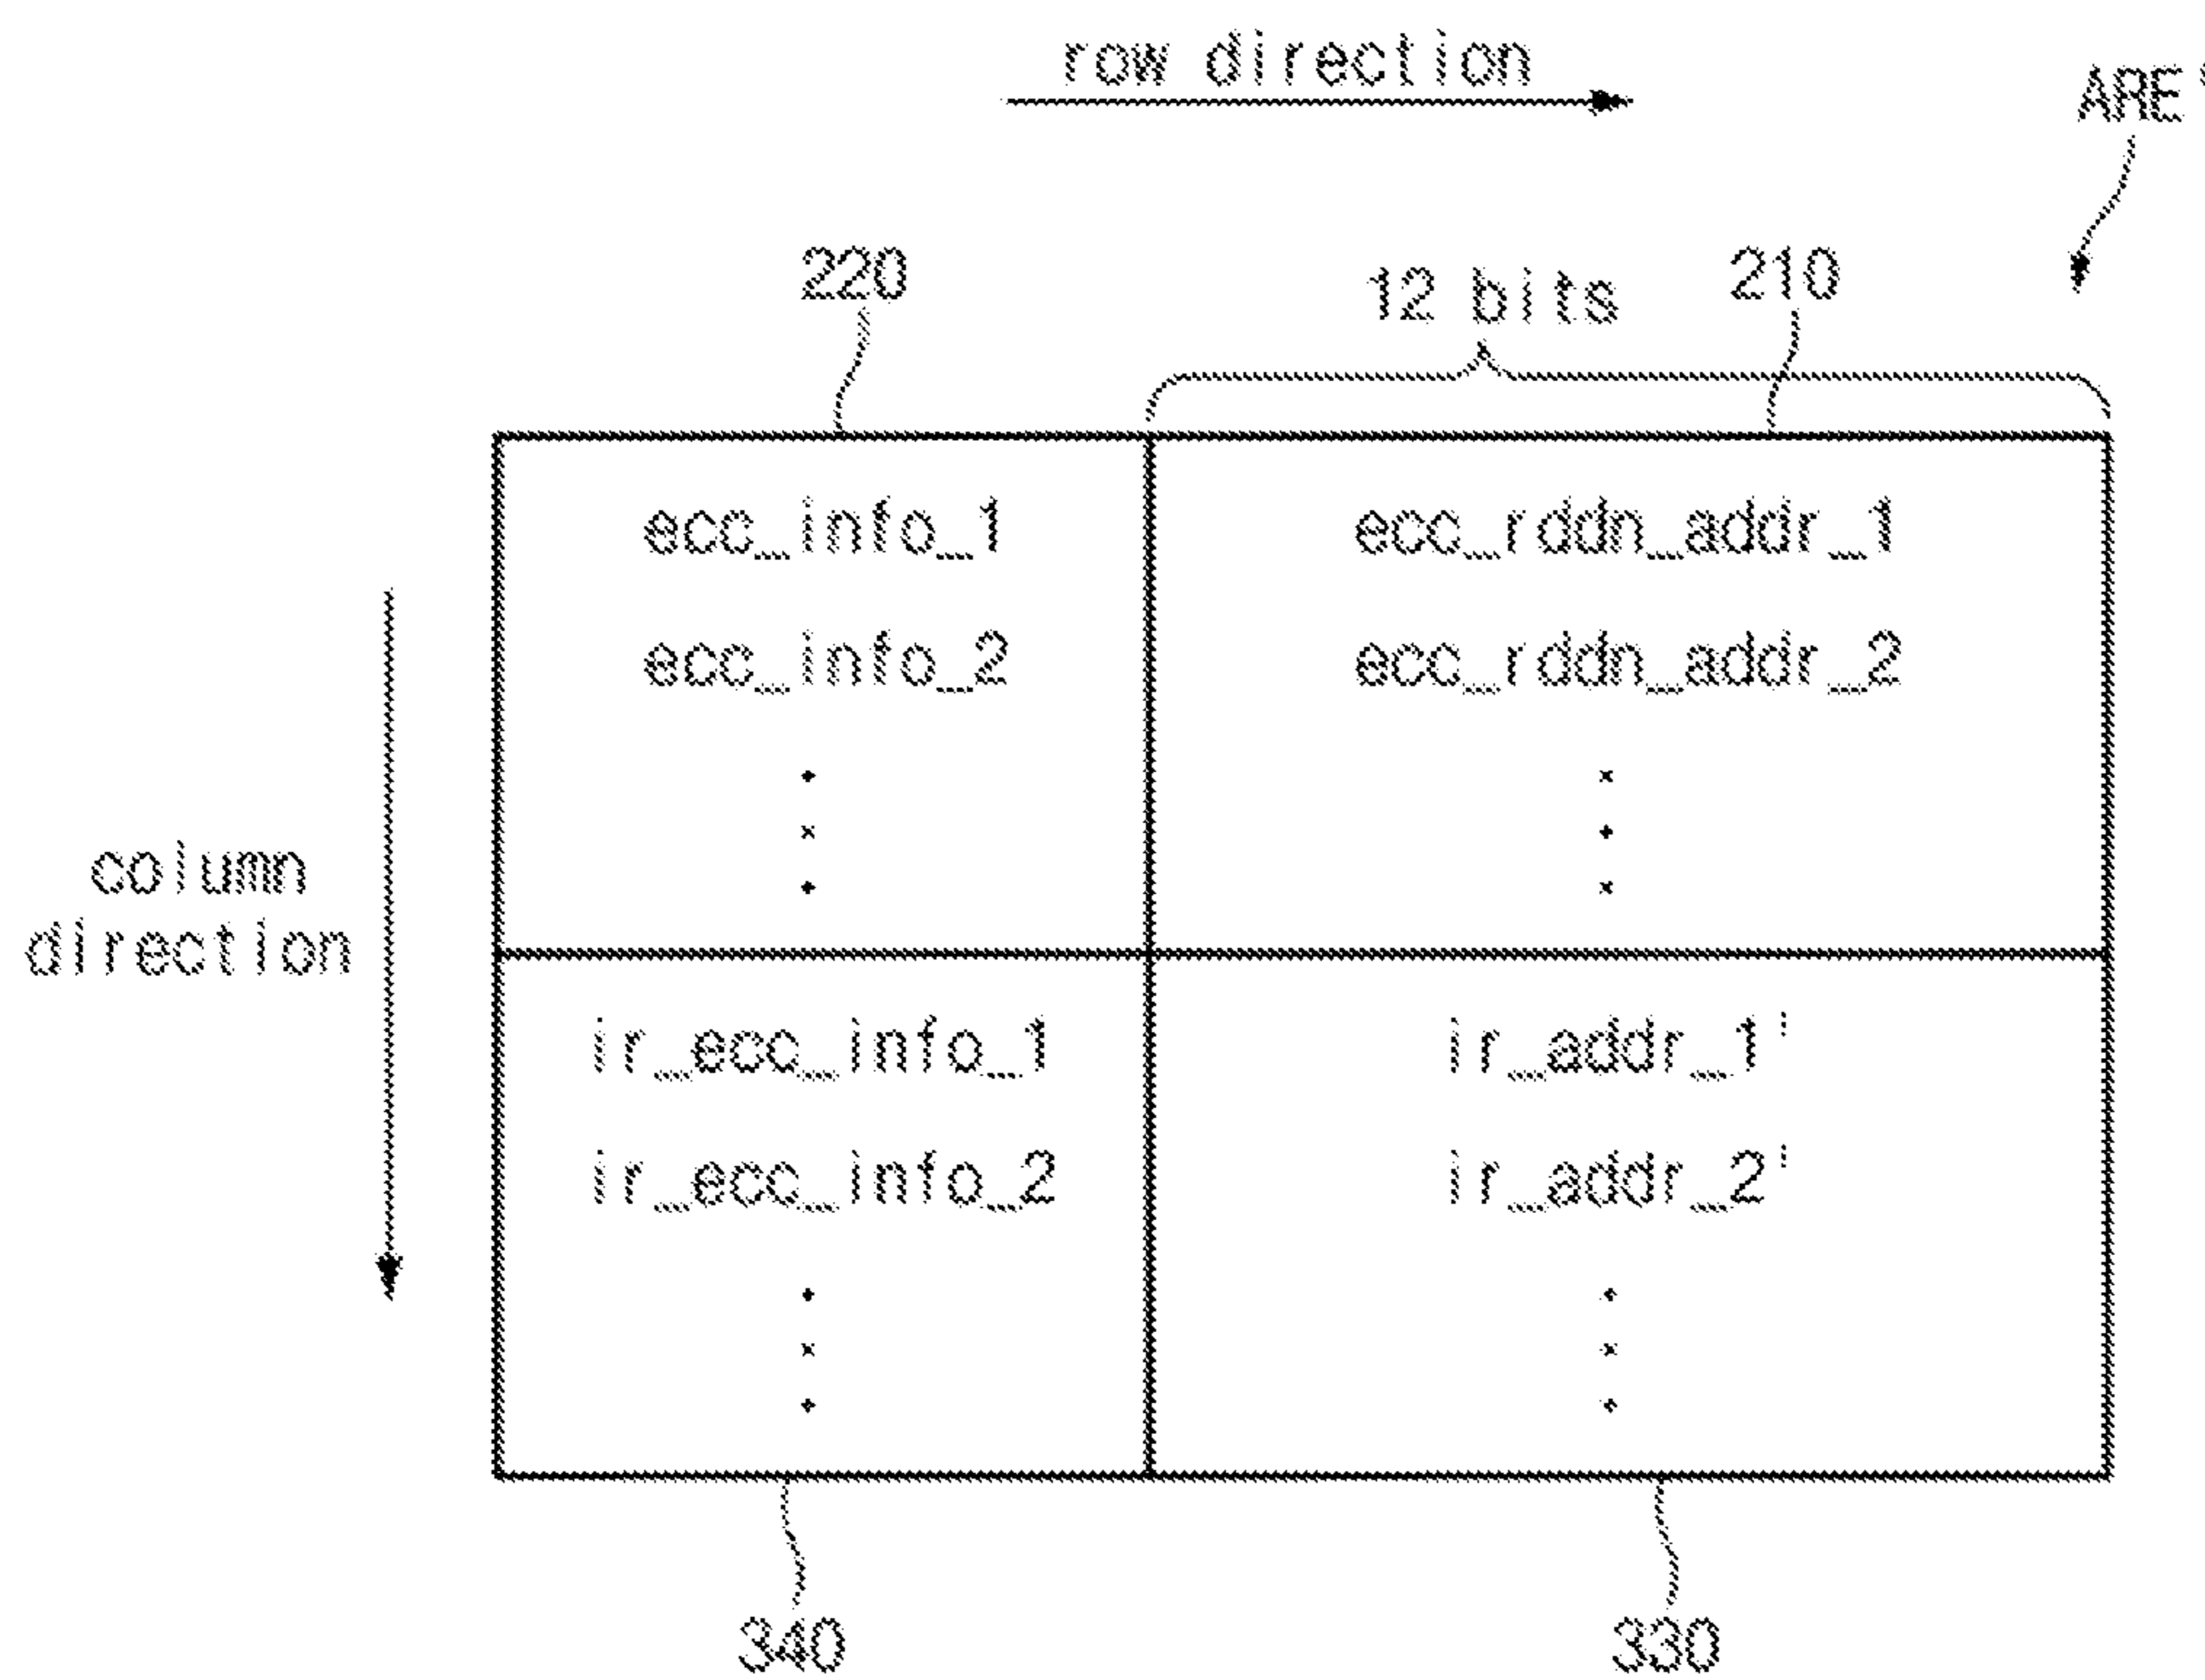 row direction
ARE'
220
12 bits
210
ecc_info_1
ecc_rddn_addr_1
ecc_info_2
ecc_rddn_addr_2
column
direction
ir_ecc_info_1
ir_addr_1'
ir_ecc_info_2
ir_addr_2'
340
330